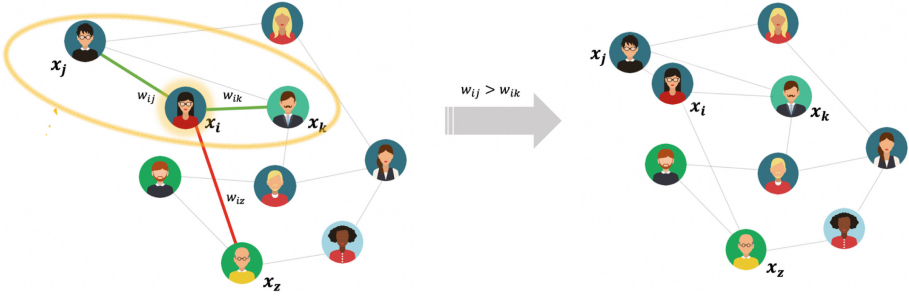 x_j
w_ij
w_ik
x_i
x_k
w_iz
x_z
w_ij > w_ik
x_j
x_i
x_k
x_z